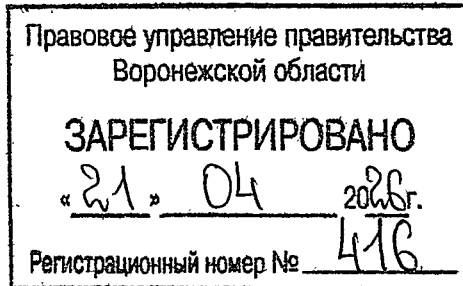 Правовое управление правительства
Воронежской области
ЗАРЕГИСТРИРОВАНО
«21» 04 2026г.
Регистрационный номер № 416